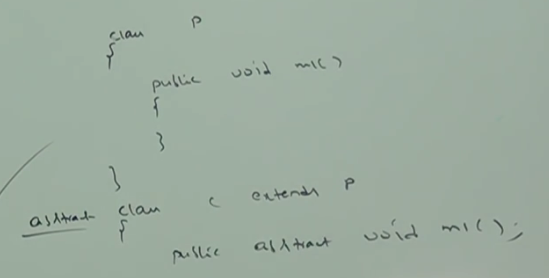 class P
{
public void m1()
{
}
}
abstract class C extends P
{
public abstract void m1();